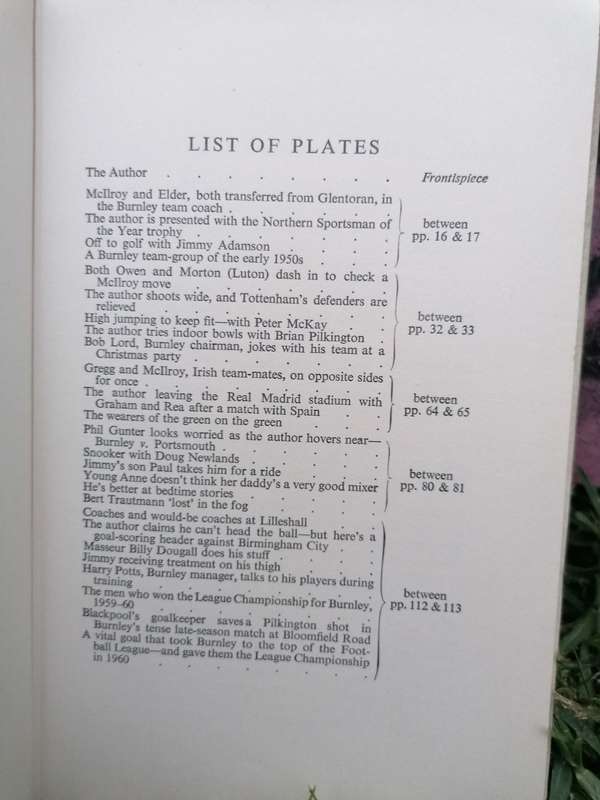 LIST OF PLATES
The Author . . . . . . . . Frontispiece
McIlroy and Elder, both transferred from Glentoran, in
the Burnley team coach . . . . . .
The author is presented with the Northern Sportsman of
the Year trophy . . . . . . .
Off to golf with Jimmy Adamson . . . .
A Burnley team-group of the early 1950s . . .
between
pp. 16 & 17
Both Owen and Morton (Luton) dash in to check a
McIlroy move . . . . . . .
The author shoots wide, and Tottenham's defenders are
relieved . . . . . . . .
High jumping to keep fit—with Peter McKay . .
The author tries indoor bowls with Brian Pilkington .
Bob Lord, Burnley chairman, jokes with his team at a
Christmas party . . . . . . .
between
pp. 32 & 33
Gregg and McIlroy, Irish team-mates, on opposite sides
for once . . . . . . . .
The author leaving the Real Madrid stadium with
Graham and Rea after a match with Spain . .
The wearers of the green on the green . . .
between
pp. 64 & 65
Phil Gunter looks worried as the author hovers near—
Burnley v. Portsmouth . . . . . .
Snooker with Doug Newlands . . . . .
Jimmy's son Paul takes him for a ride . . .
Young Anne doesn't think her daddy's a very good mixer
He's better at bedtime stories . . . . .
Bert Trautmann 'lost' in the fog . . . .
between
pp. 80 & 81
Coaches and would-be coaches at Lilleshall . .
The author claims he can't head the ball—but here's a
goal-scoring header against Birmingham City . .
Masseur Billy Dougall does his stuff . . . .
Jimmy receiving treatment on his thigh . . .
Harry Potts, Burnley manager, talks to his players during
training . . . . . . . .
The men who won the League Championship for Burnley,
1959–60 . . . . . . . .
Blackpool's goalkeeper saves a Pilkington shot in
Burnley's tense late-season match at Bloomfield Road
A vital goal that took Burnley to the top of the Foot-
ball League—and gave them the League Championship
in 1960 . . . . . . . .
between
pp. 112 & 113